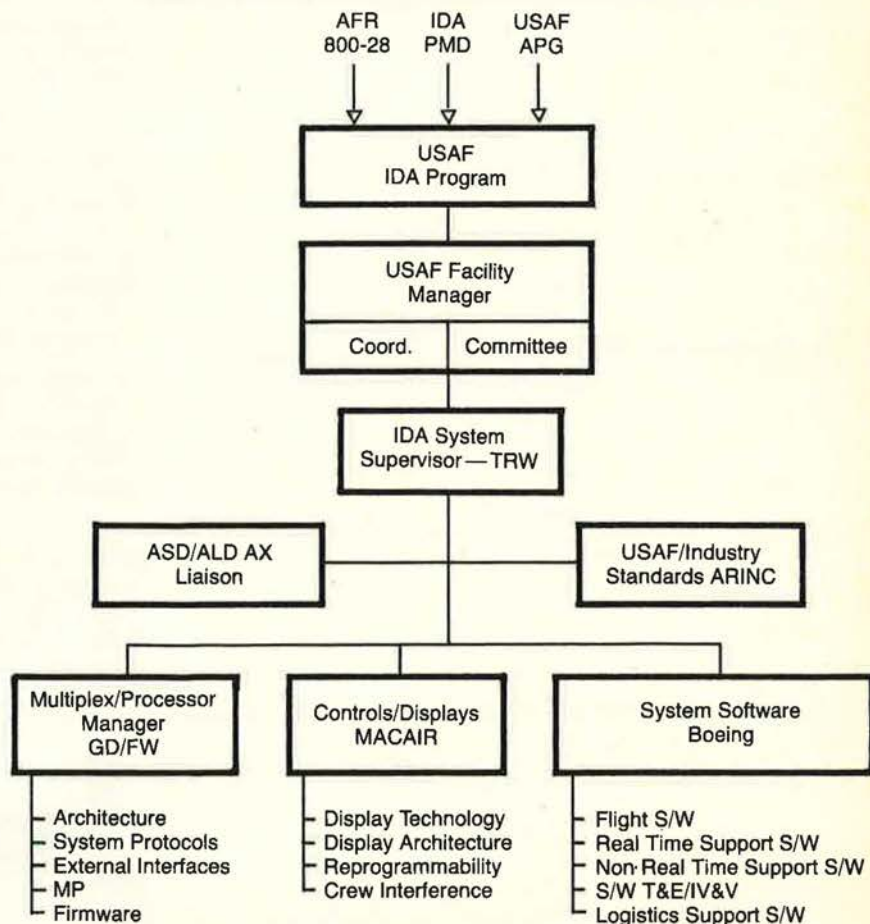 AFR
800-28
IDA
PMD
USAF
APG
USAF
IDA Program
USAF Facility
Manager
Coord.
Committee
IDA System
Supervisor — TRW
ASD/ALD AX
Liaison
USAF/Industry
Standards ARINC
Multiplex/Processor
Manager
GD/FW
Architecture
System Protocols
External Interfaces
MP
Firmware
Controls/Displays
MACAIR
Display Technology
Display Architecture
Reprogrammability
Crew Interference
System Software
Boeing
Flight S/W
Real Time Support S/W
Non-Real Time Support S/W
S/W T&E/IV&V
Logistics Support S/W